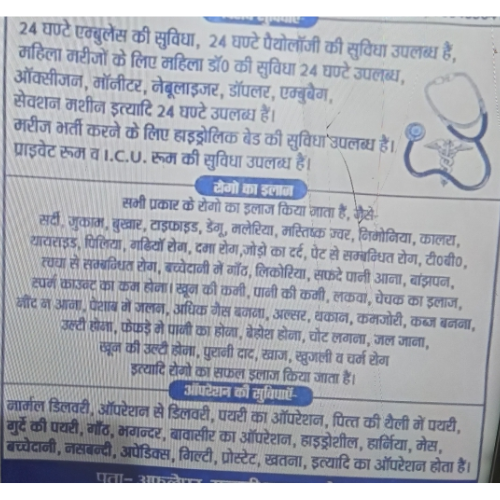 24 घण्टे एम्बुलेंस की सुविधा, 24 घण्टे पैथोलॉजी की सुविधा उपलब्ध हैं,
महिला मरीजों के लिए महिला डॉ0 की सुविधा 24 घण्टे उपलब्ध,
ऑक्सीजन, मॉनीटर, नेबूलाइजर, डॉपलर, एम्बुबैग,
सेक्शन मशीन इत्यादि 24 घण्टे उपलब्ध है।
मरीज भर्ती करने के लिए हाइड्रोलिक बेड की सुविधा उपलब्ध है।
प्राइवेट रूम व I.C.U. रूम की सुविधा उपलब्ध है।
रोगो का इलाज
सभी प्रकार के रोगो का इलाज किया जाता है, जैसे-
सर्दी, जुकाम, बुखार, टाइफाइड, डेगू, मलेरिया, मस्तिष्क ज्वर, निमोनिया, कालरा,
थायराइड, पिलिया, गठियाँ रोग, दमा रोग, जोड़ो का दर्द, पेट से सम्बन्धित रोग, टी०बी०,
त्वचा से सम्बन्धित रोग, बच्चेदानी में गाँठ, लिकोरिया, सफदे पानी आना, बांझपन,
स्पर्म काउन्ट का कम होना। खून की कमी, पानी की कमी, लकवा, चेचक का इलाज,
नींद न आना, पेशाब में जलन, अधिक गैस बनना, अल्सर, थकान, कमजोरी, कब्ज बनना,
उल्टी होना, फेफड़े में पानी का होना, बेहोश होना, चोट लगना, जल जाना,
खून की उल्टी होना, पुरानी दाद, खाज, खुजली व चर्म रोग
इत्यादि रोगो का सफल इलाज किया जाता है।
ऑपरेशन की सुविधाएँ-
नार्मल डिलवरी, ऑपरेशन से डिलवरी, पथरी का ऑपरेशन, पित्त की थैली में पथरी,
गुर्दे की पथरी, गाँठ, भगन्दर, बावासीर का ऑपरेशन, हाइड्रोशील, हार्निया, मेस,
बच्चेदानी, नसबन्दी, अपेंडिक्स, गिल्टी, प्रोस्टेट, खतना, इत्यादि का ऑपरेशन होता है।
पता-